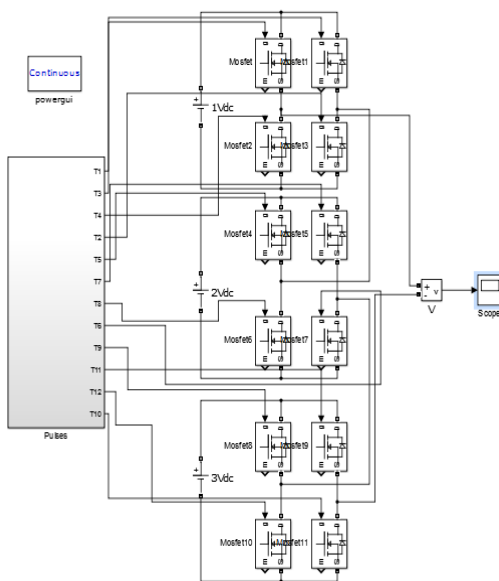 Continuous
powergui
Mosfet
Mosfet1
1Vdc
Mosfet2
Mosfet3
T1
T3
T4
T2
T5
T7
T8
T6
T9
T11
T12
T10
Pulses
Mosfet4
Mosfet5
2Vdc
Mosfet6
Mosfet7
+
-
v
V
Scope
Mosfet8
Mosfet9
3Vdc
Mosfet10
Mosfet11